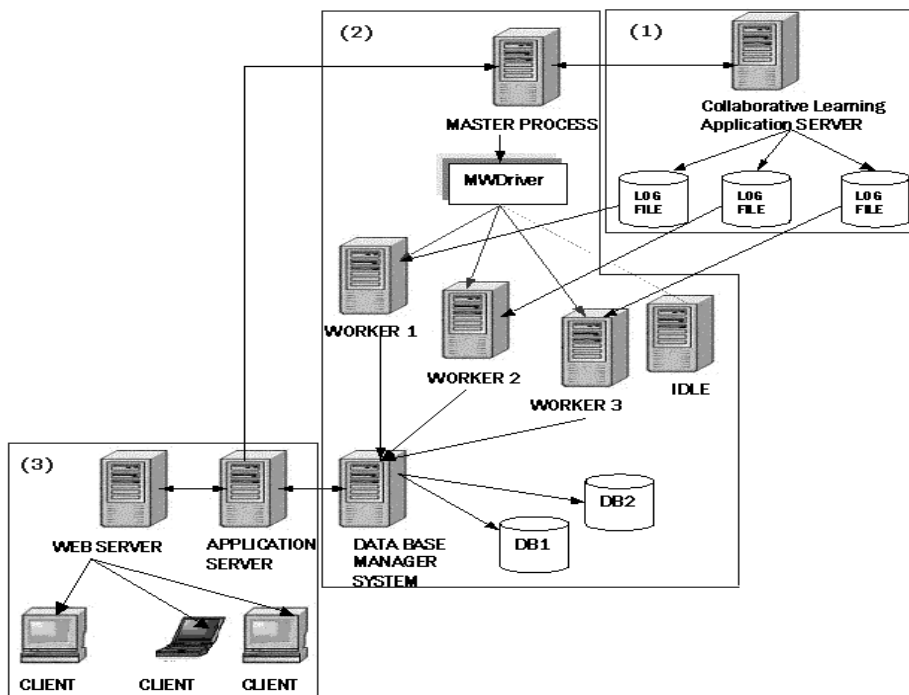 (2)
(1)
MASTER PROCESS
Collaborative Learning
Application SERVER
MWDriver
LOG
FILE
LOG
FILE
LOG
FILE
WORKER 1
WORKER 2
WORKER 3
IDLE
(3)
WEB SERVER
APPLICATION
SERVER
DATA BASE
MANAGER
SYSTEM
DB1
DB2
CLIENT
CLIENT
CLIENT